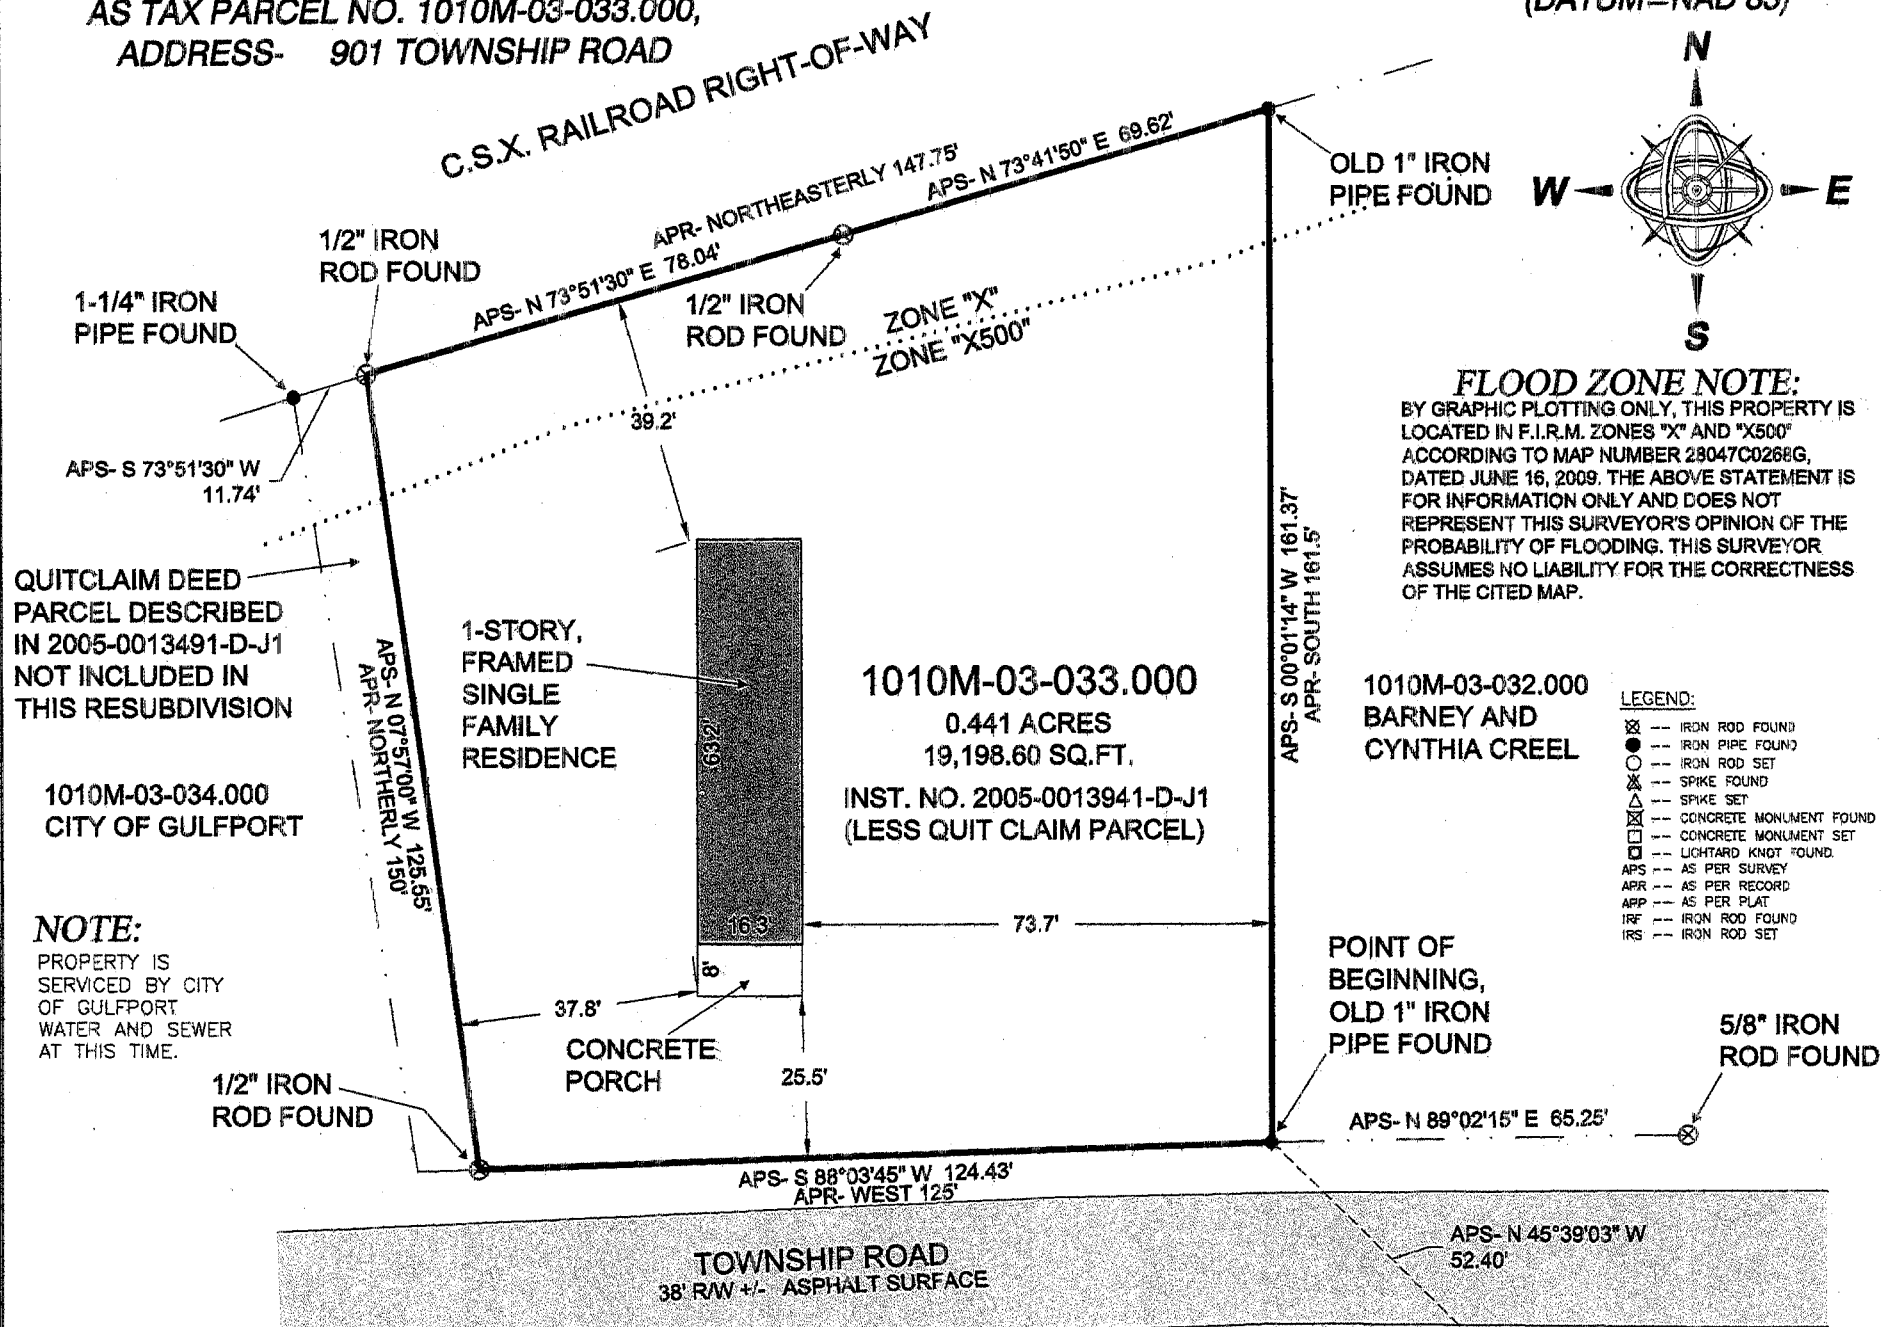 AS TAX PARCEL NO. 1010M-03-033.000,
ADDRESS- 901 TOWNSHIP ROAD
(DATUM=NAD 83)
C.S.X. RAILROAD RIGHT-OF-WAY
N
W
E
S
OLD 1" IRON
PIPE FOUND
APR- NORTHEASTERLY 147.75'
APS- N 73°41'50" E 69.62'
APS- N 73°51'30" E 78.04'
1/2" IRON
ROD FOUND
1-1/4" IRON
PIPE FOUND
1/2" IRON
ROD FOUND
ZONE "X"
ZONE "X500"
39.2'
APS- S 73°51'30" W
11.74'
FLOOD ZONE NOTE:
BY GRAPHIC PLOTTING ONLY, THIS PROPERTY IS
LOCATED IN F.I.R.M. ZONES "X" AND "X500"
ACCORDING TO MAP NUMBER 28047C0268G,
DATED JUNE 16, 2009. THE ABOVE STATEMENT IS
FOR INFORMATION ONLY AND DOES NOT
REPRESENT THIS SURVEYOR'S OPINION OF THE
PROBABILITY OF FLOODING. THIS SURVEYOR
ASSUMES NO LIABILITY FOR THE CORRECTNESS
OF THE CITED MAP.
QUITCLAIM DEED
PARCEL DESCRIBED
IN 2005-0013491-D-J1
NOT INCLUDED IN
THIS RESUBDIVISION
1-STORY,
FRAMED
SINGLE
FAMILY
RESIDENCE
63.2'
16.3'
8'
1010M-03-033.000
0.441 ACRES
19,198.60 SQ.FT.
INST. NO. 2005-0013941-D-J1
(LESS QUIT CLAIM PARCEL)
APS- S 00°01'14" W 161.37'
APR- SOUTH 161.5'
1010M-03-032.000
BARNEY AND
CYNTHIA CREEL
LEGEND:
-- IRON ROD FOUND
-- IRON PIPE FOUND
-- IRON ROD SET
-- SPIKE FOUND
-- SPIKE SET
-- CONCRETE MONUMENT FOUND
-- CONCRETE MONUMENT SET
-- LIGHTARD KNOT FOUND.
APS -- AS PER SURVEY
APR -- AS PER RECORD
APP -- AS PER PLAT
IRF -- IRON ROD FOUND
IRS -- IRON ROD SET
APS- N 07°57'00" W 125.55'
APR- NORTHERLY 150'
1010M-03-034.000
CITY OF GULFPORT
NOTE:
PROPERTY IS
SERVICED BY CITY
OF GULFPORT
WATER AND SEWER
AT THIS TIME.
73.7'
37.8'
CONCRETE
PORCH
25.5'
1/2" IRON
ROD FOUND
POINT OF
BEGINNING,
OLD 1" IRON
PIPE FOUND
5/8" IRON
ROD FOUND
APS- N 89°02'15" E 65.25'
APS- S 88°03'45" W 124.43'
APR- WEST 125'
TOWNSHIP ROAD
38' R/W +/- ASPHALT SURFACE
APS- N 45°39'03" W
52.40'